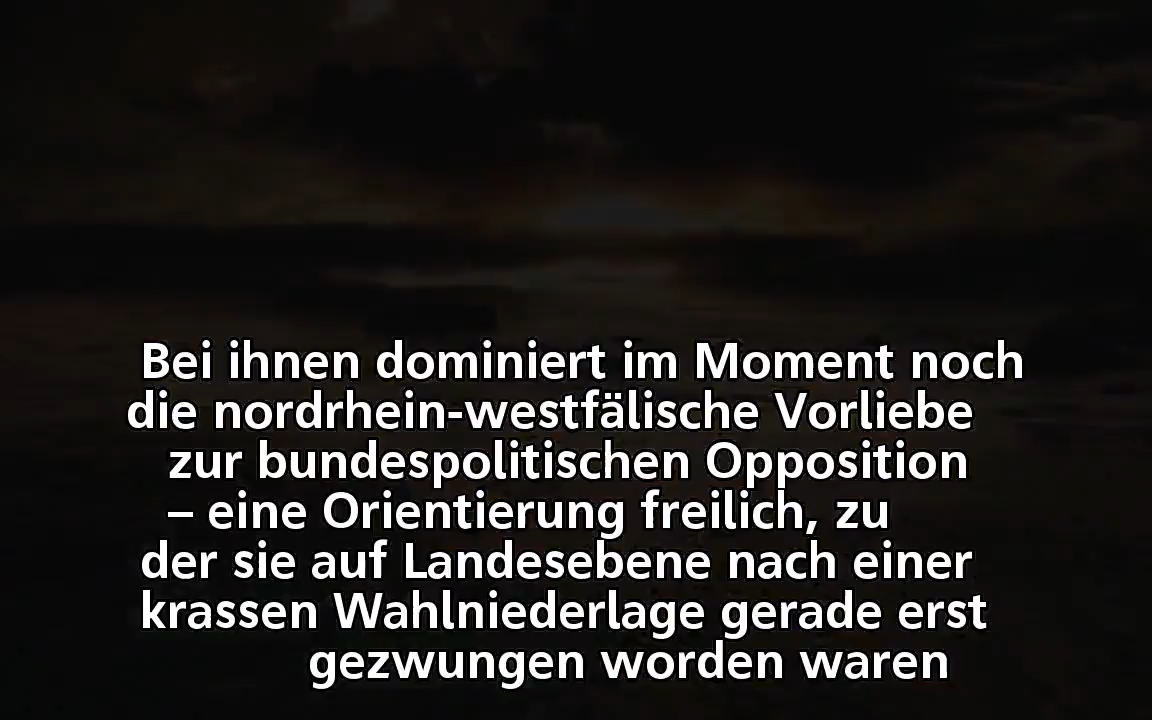 Bei ihnen dominiert im Moment noch
die nordrhein-westfälische Vorliebe
zur bundespolitischen Opposition
– eine Orientierung freilich, zu
der sie auf Landesebene nach einer
krassen Wahlniederlage gerade erst
gezwungen worden waren